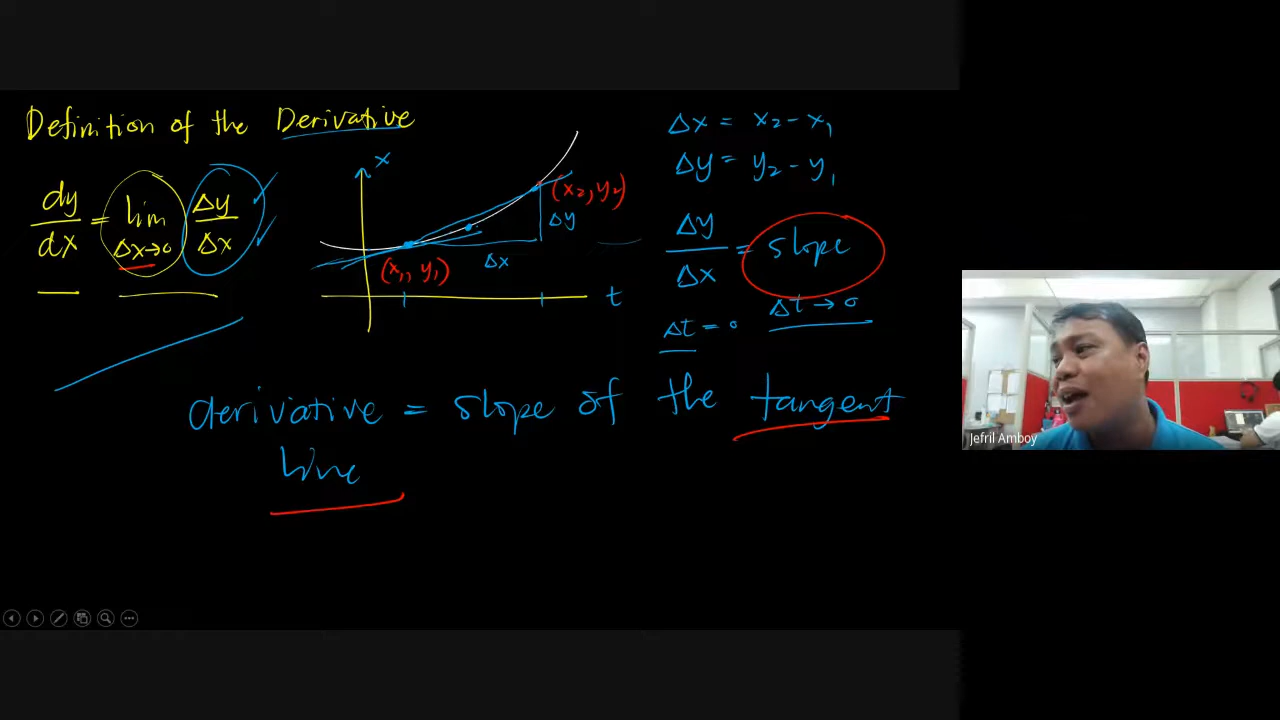 Definition of the Derivative
dy/dx = lim Δx→0 Δy/Δx
x
(x₂, y₂)
Δy
Δx
(x₁, y₁)
t
Δx = x₂ - x₁
Δy = y₂ - y₁
Δy/Δx = slope
Δt → 0
Δt = 0
derivative = slope of the tangent
line
Jefril Amboy